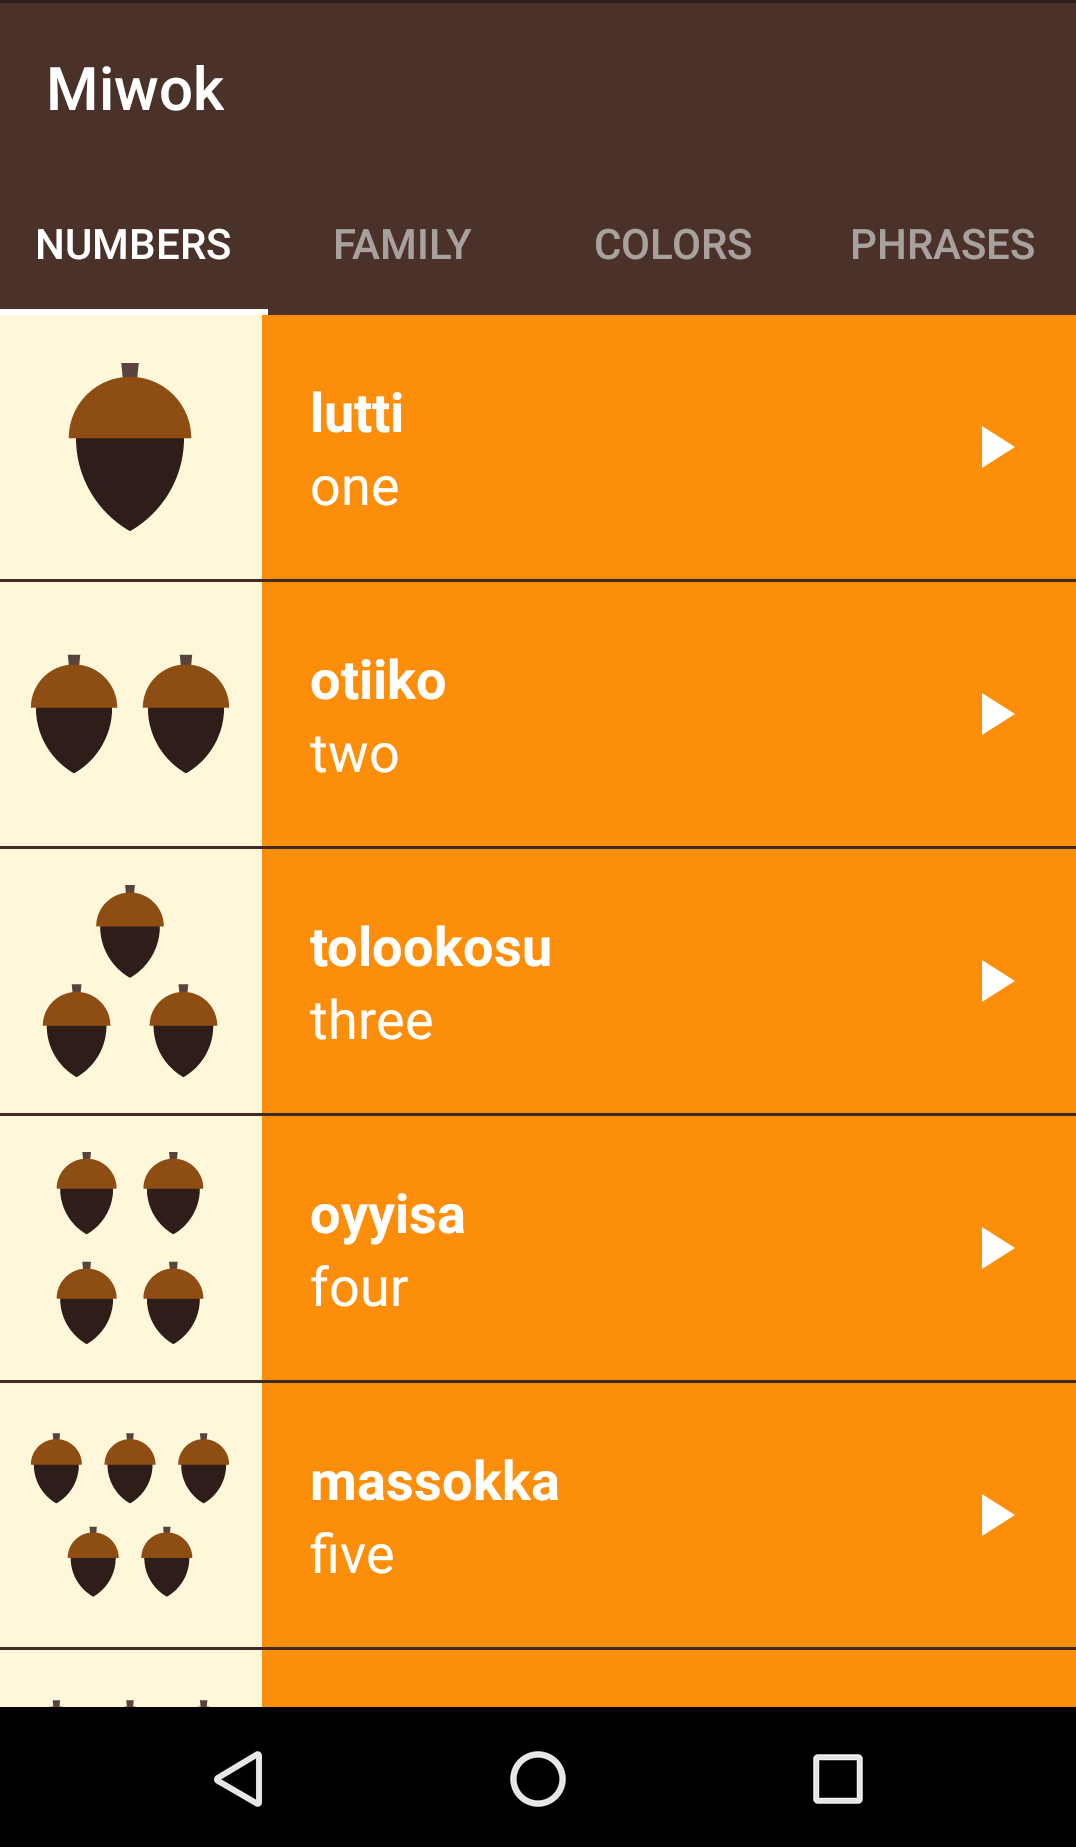 Miwok
NUMBERS FAMILY COLORS PHRASES
lutti
one
otiiko
two
tolookosu
three
oyyisa
four
massokka
five